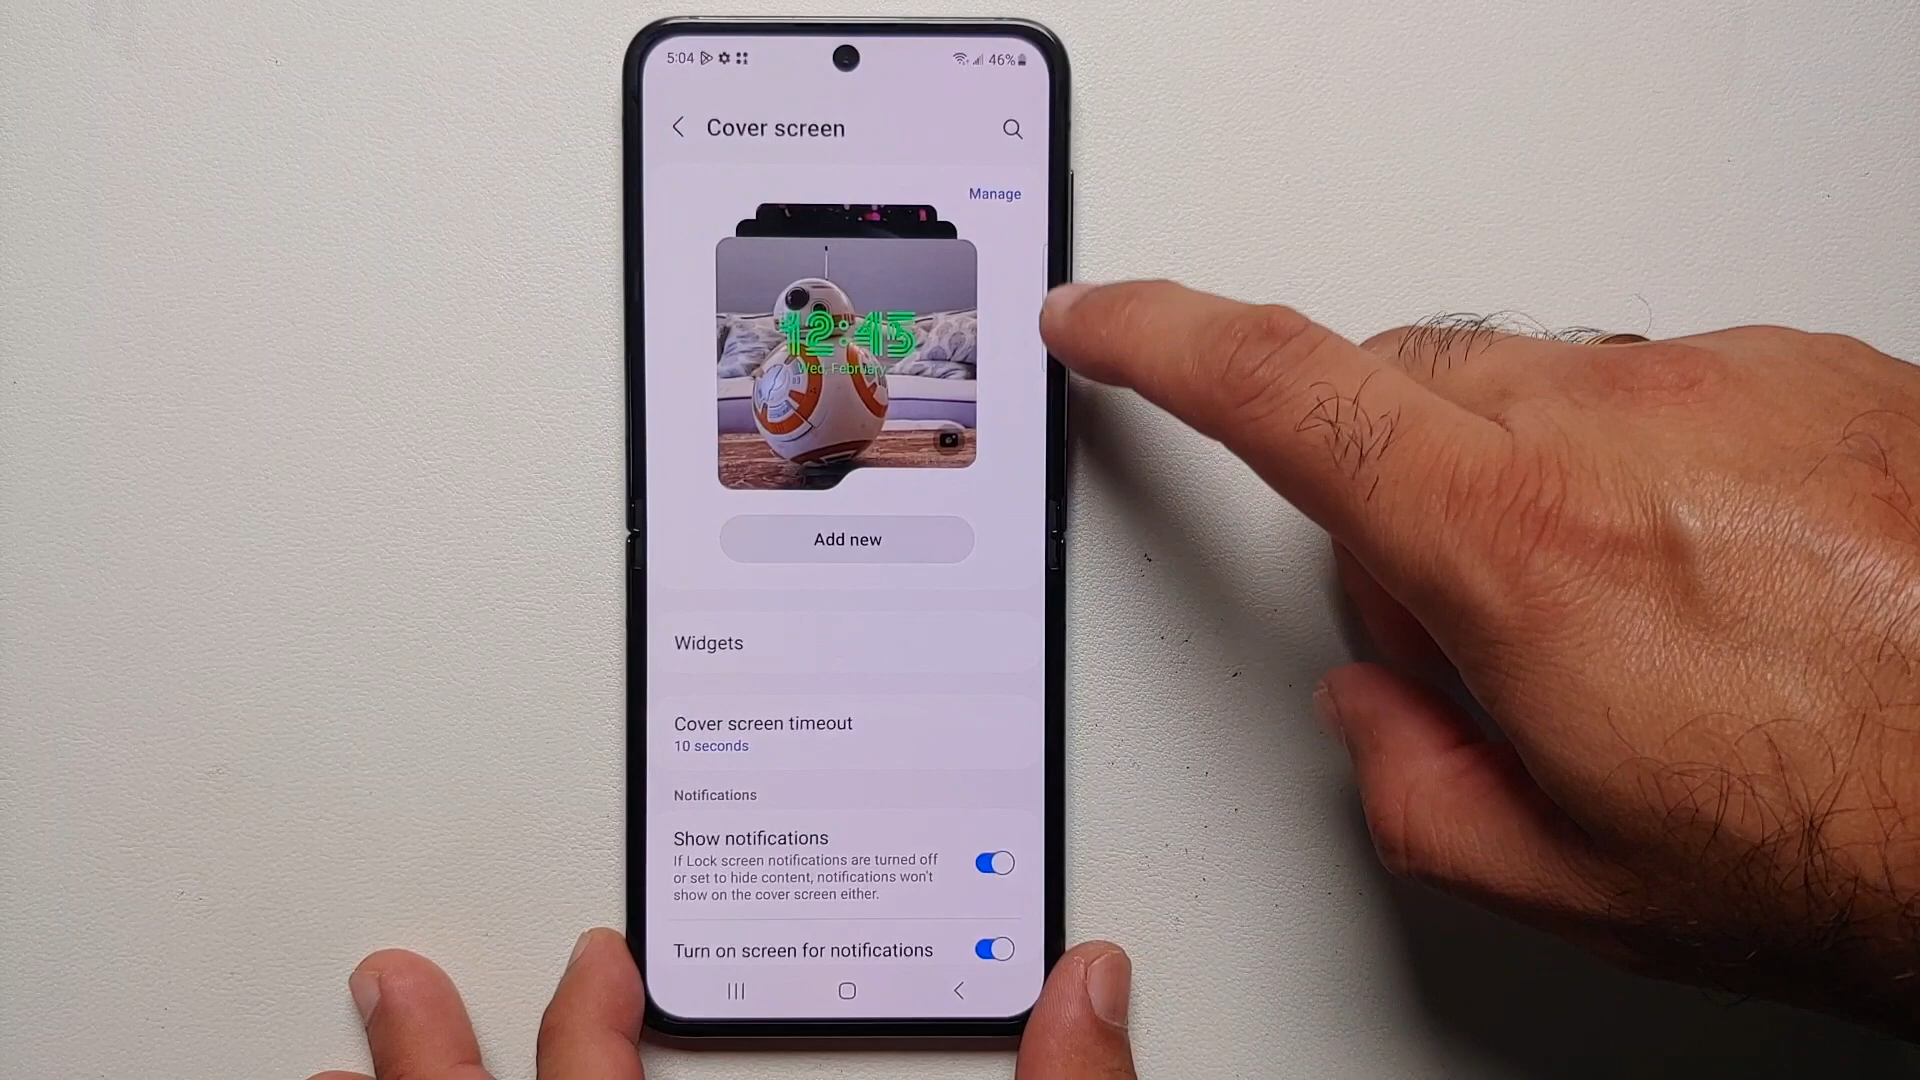 5:04 46%
Cover screen
Manage
12:45
Wed, February
Add new
Widgets
Cover screen timeout
10 seconds
Notifications
Show notifications
If Lock screen notifications are turned off
or set to hide content, notifications won't
show on the cover screen either.
Turn on screen for notifications